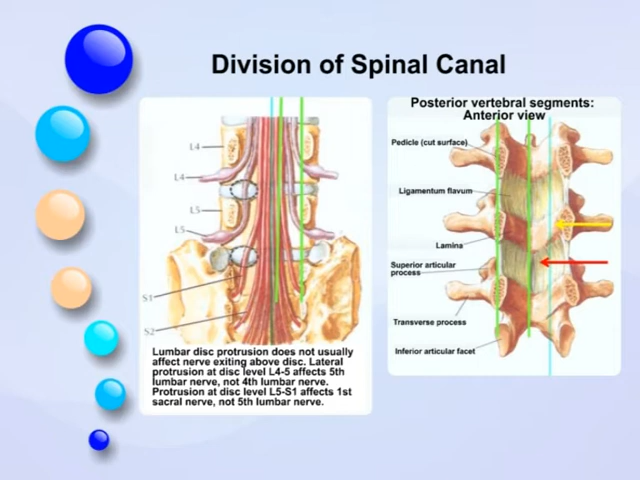 Division of Spinal Canal
L4
L4
L5
L5
S1
S2
Lumbar disc protrusion does not usually
affect nerve exiting above disc. Lateral
protrusion at disc level L4-5 affects 5th
lumbar nerve, not 4th lumbar nerve.
Protrusion at disc level L5-S1 affects 1st
sacral nerve, not 5th lumbar nerve.
Posterior vertebral segments:
Anterior view
Pedicle (cut surface)
Ligamentum flavum
Lamina
Superior articular
process
Transverse process
Inferior articular facet